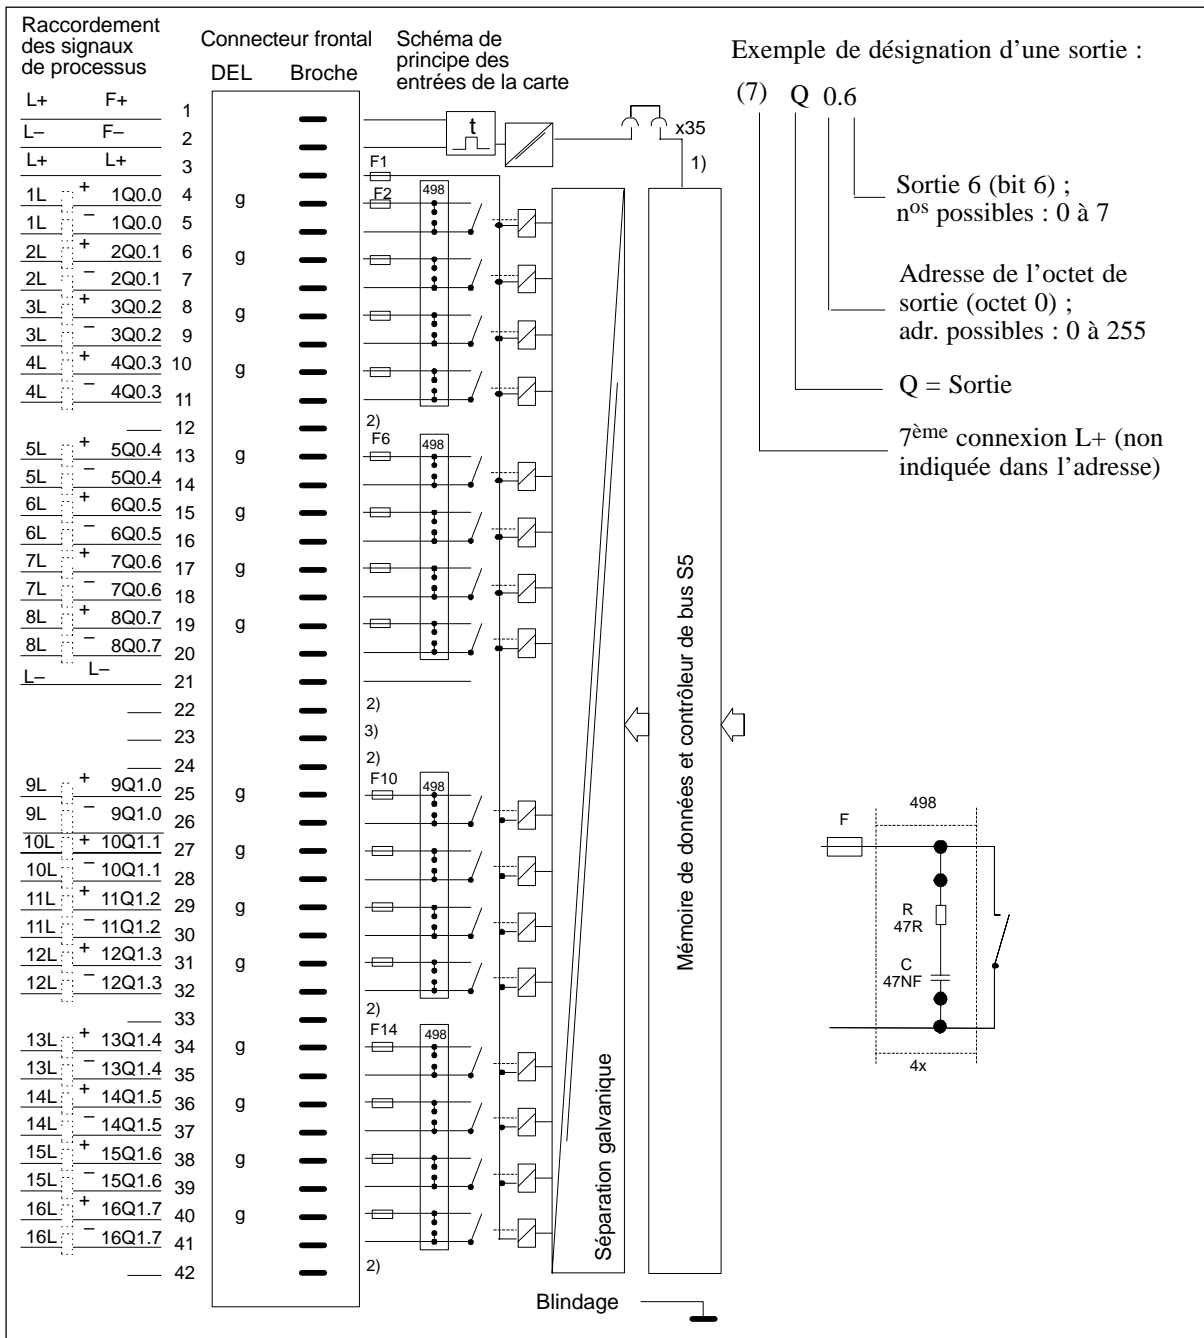 Raccordement
des signaux
de processus
Connecteur frontal
DEL Broche
Schéma de
principe des
entrées de la carte
L+ F+ 1
L– F– 2
L+ L+ 3 F1
1L + 1Q0.0 4 g F2 498
1L – 1Q0.0 5
2L + 2Q0.1 6 g
2L – 2Q0.1 7
3L + 3Q0.2 8 g
3L – 3Q0.2 9
4L + 4Q0.3 10 g
4L – 4Q0.3 11
12 2)
5L + 5Q0.4 13 g F6 498
5L – 5Q0.4 14
6L + 6Q0.5 15 g
6L – 6Q0.5 16
7L + 7Q0.6 17 g
7L – 7Q0.6 18
8L + 8Q0.7 19 g
8L – 8Q0.7 20
L– L– 21
22 2)
23 3)
24 2)
9L + 9Q1.0 25 g F10 498
9L – 9Q1.0 26
10L + 10Q1.1 27 g
10L – 10Q1.1 28
11L + 11Q1.2 29 g
11L – 11Q1.2 30
12L + 12Q1.3 31 g
12L – 12Q1.3 32
33 2)
13L + 13Q1.4 34 g F14 498
13L – 13Q1.4 35
14L + 14Q1.5 36 g
14L – 14Q1.5 37
15L + 15Q1.6 38 g
15L – 15Q1.6 39
16L + 16Q1.7 40 g
16L – 16Q1.7 41
42 2)
t
x35
1)
Séparation galvanique
Mémoire de données et contrôleur de bus S5
Blindage
Exemple de désignation d'une sortie :
(7) Q 0.6
Sortie 6 (bit 6) ;
nos possibles : 0 à 7
Adresse de l'octet de
sortie (octet 0) ;
adr. possibles : 0 à 255
Q = Sortie
7ème connexion L+ (non
indiquée dans l'adresse)
498
F
R
47R
C
47NF
4x